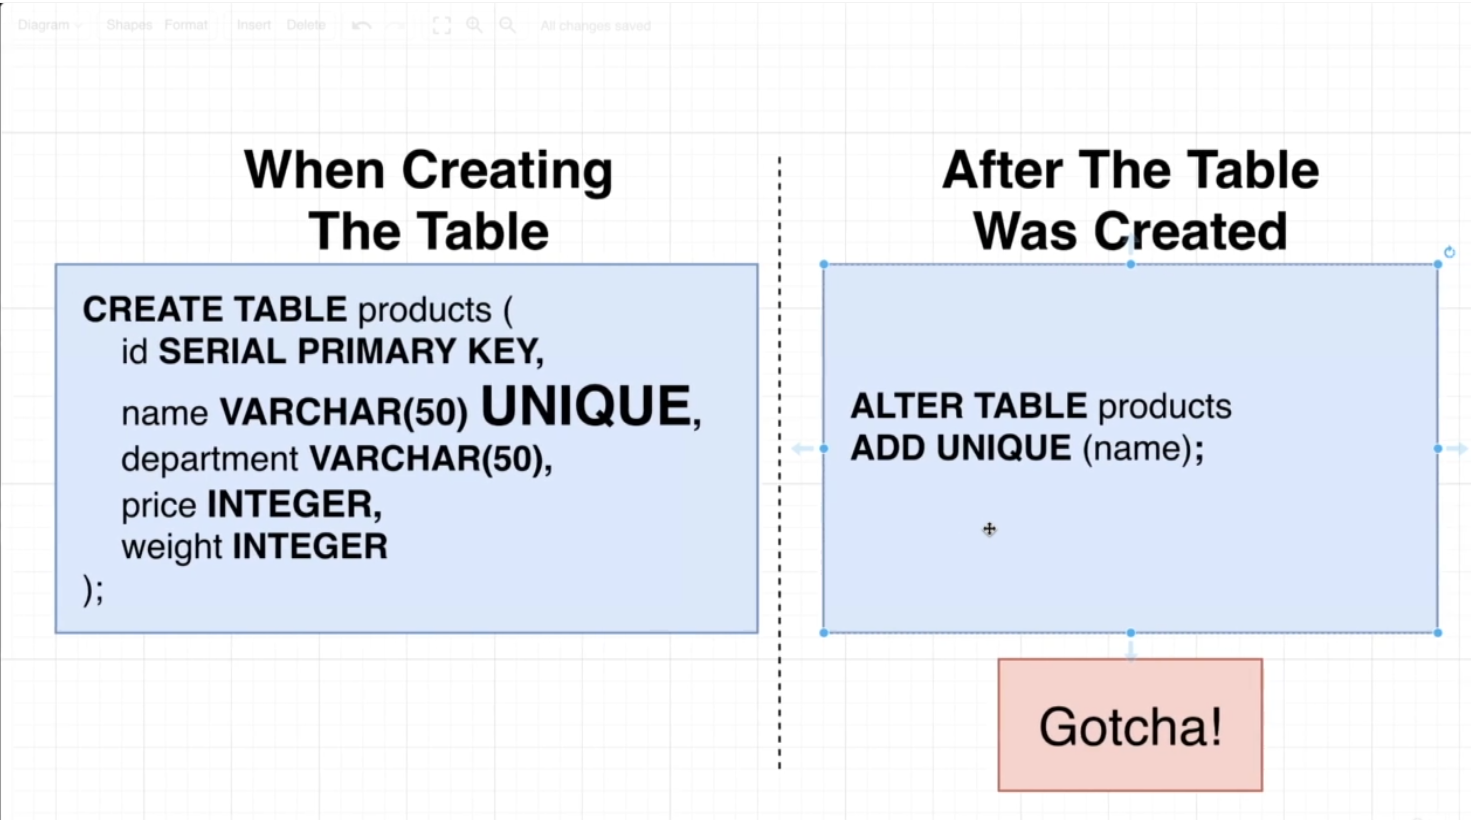 Diagram Shapes Format Insert Delete All changes saved
When Creating
The Table
CREATE TABLE products (
id SERIAL PRIMARY KEY,
name VARCHAR(50) UNIQUE,
department VARCHAR(50),
price INTEGER,
weight INTEGER
);
After The Table
Was Created
ALTER TABLE products
ADD UNIQUE (name);
Gotcha!